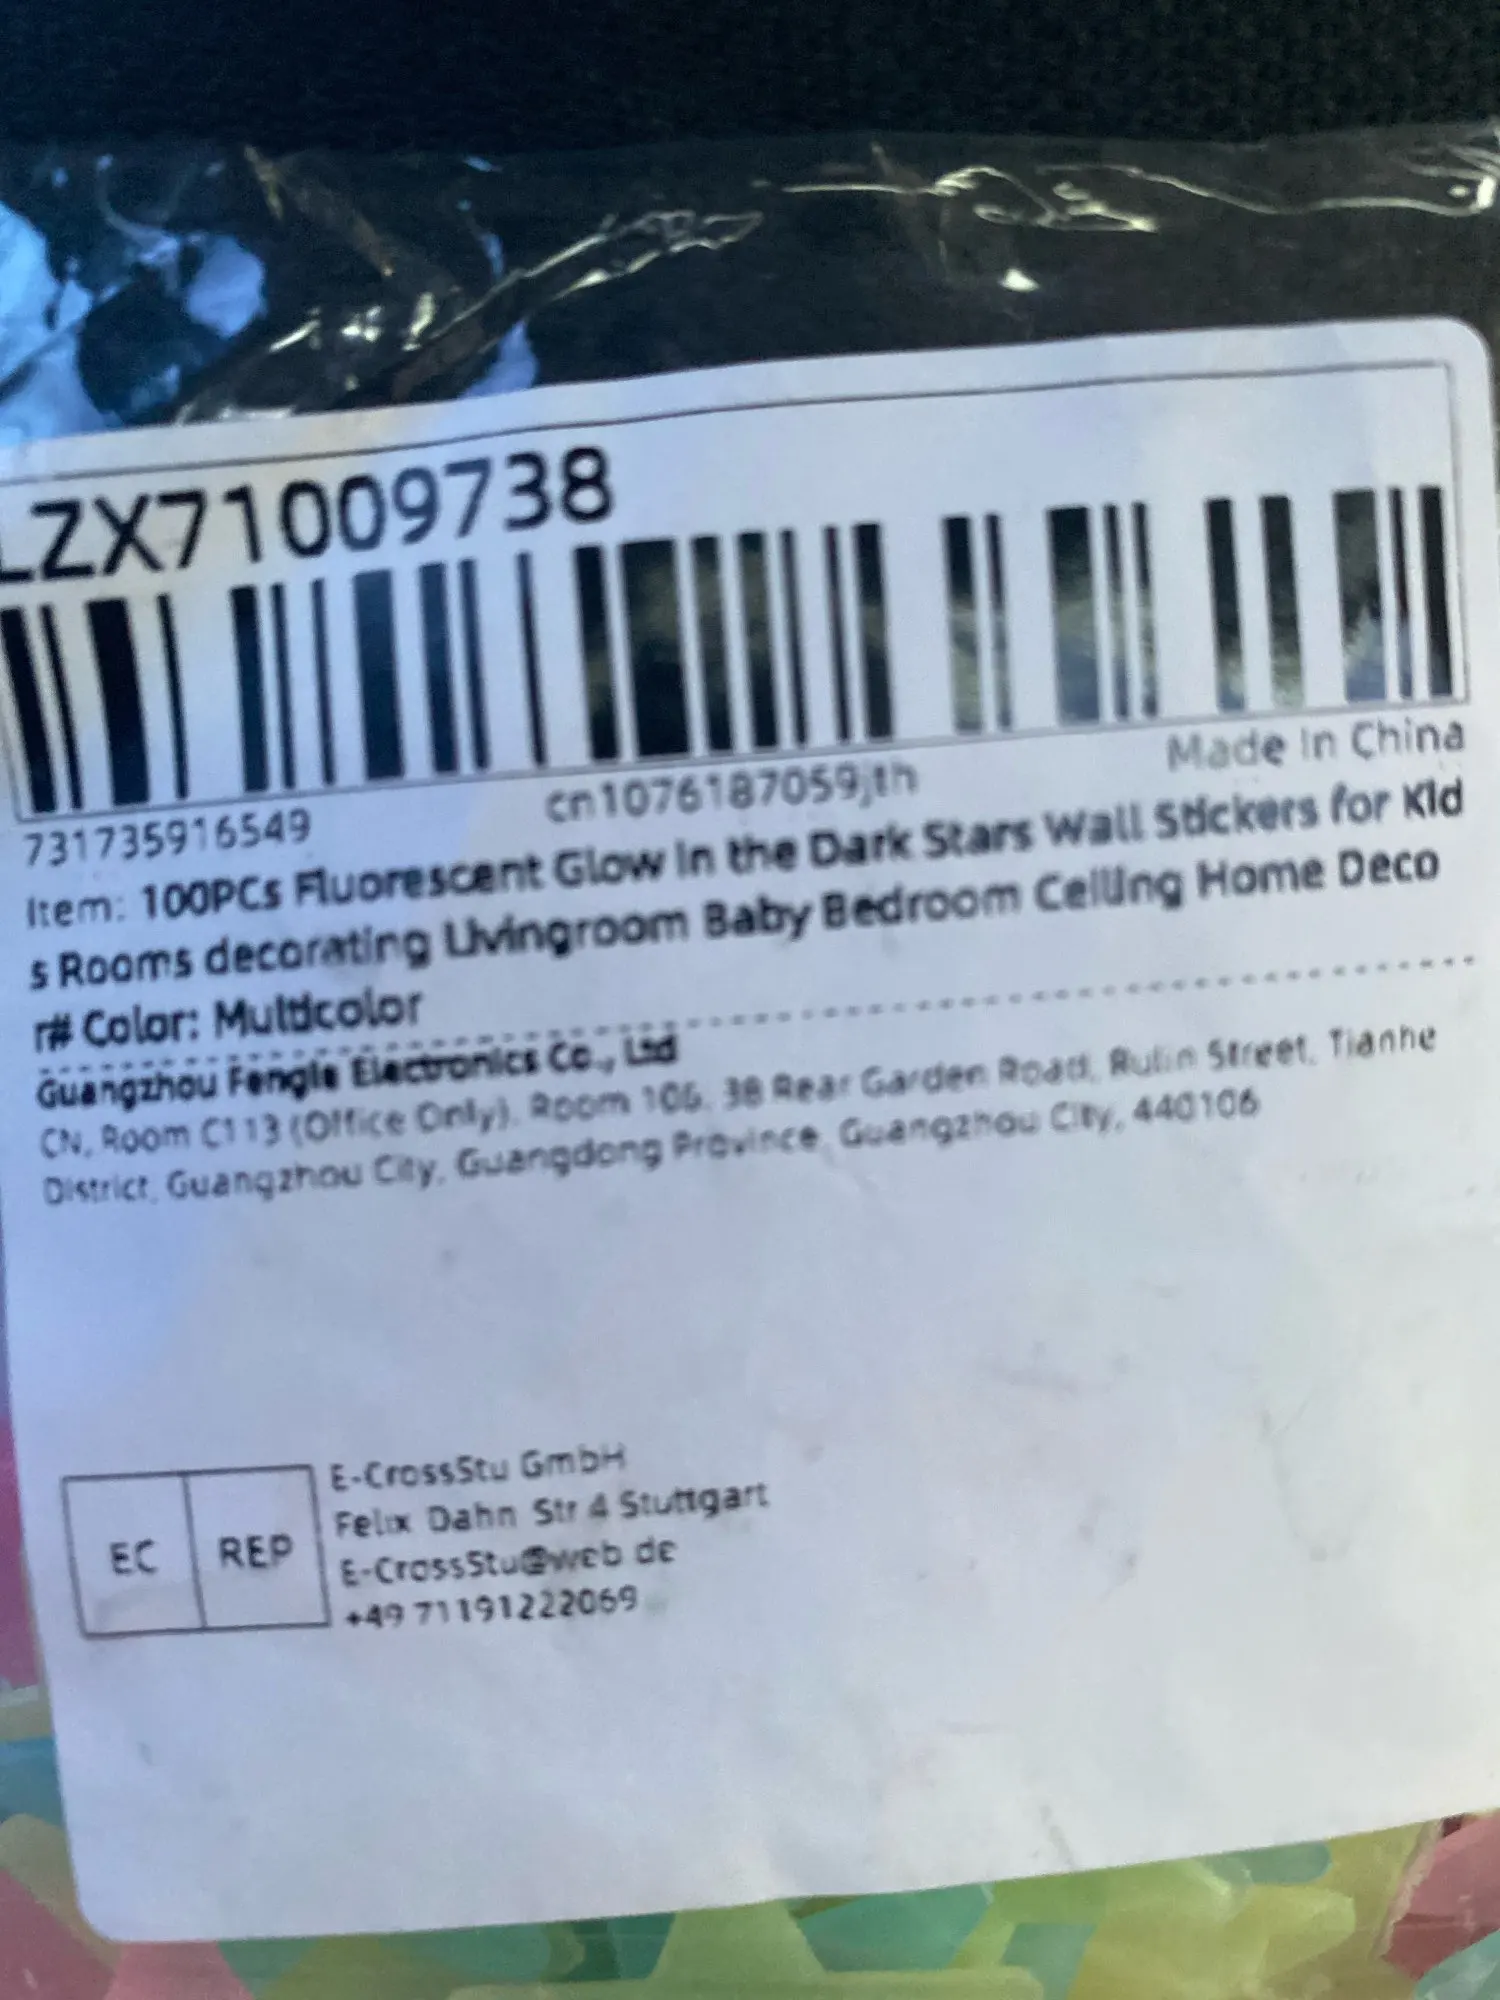 LZX71009738
731735916549 cn1076187059jth Made In China
Item: 100PCs Fluorescent Glow In the Dark Stars Wall Stickers for Kid
s Rooms decorating Livingroom Baby Bedroom Ceiling Home Deco
r# Color: Multicolor
Guangzhou Fengle Electronics Co., Ltd
CN, Room C113 (Office Only), Room 106, 38 Rear Garden Road, Rulin Street, Tianhe
District, Guangzhou City, Guangdong Province, Guangzhou City, 440106
EC REP
E-CrossStu GmbH
Felix Dahn Str 4 Stuttgart
E-CrossStu@web de
+49 71191222069